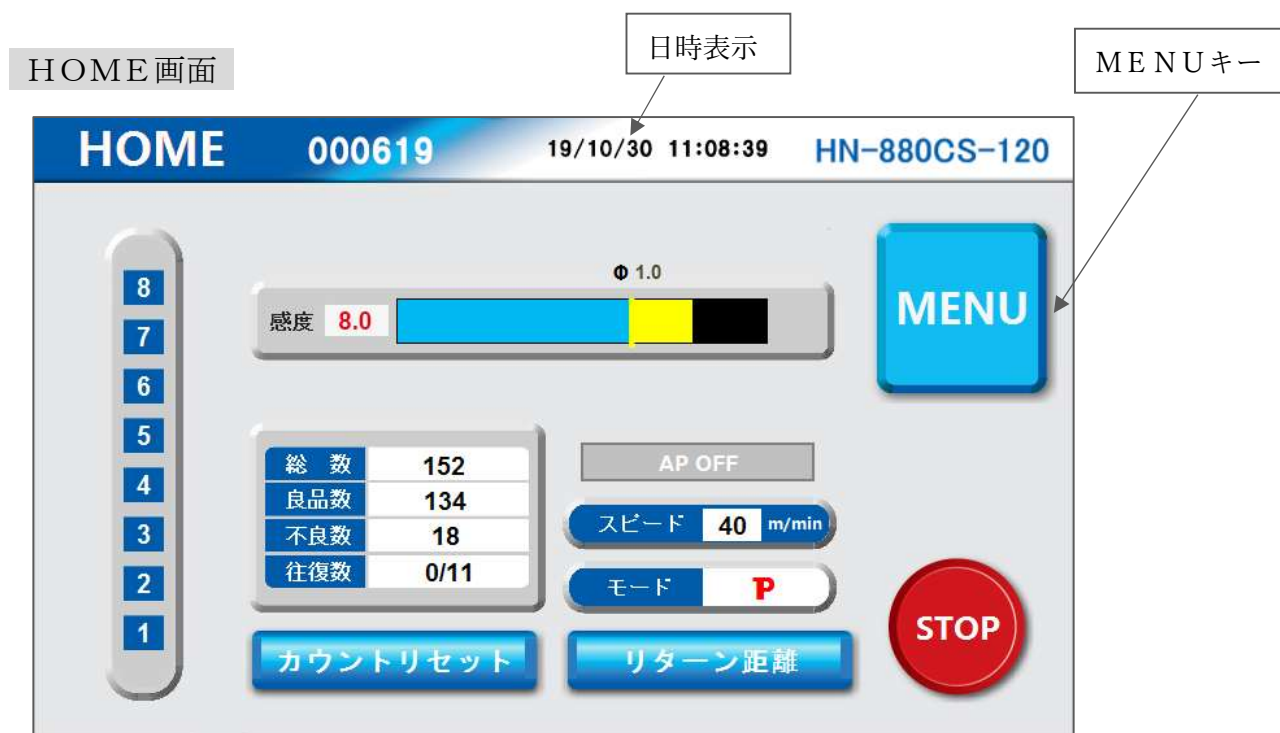 日時表示
MENUキー
HOME画面
HOME 000619 19/10/30 11:08:39 HN-880CS-120
8
7
6
5
4
3
2
1
Φ 1.0
感度 8.0
MENU
総 数 152
良品数 134
不良数 18
往復数 0/11
AP OFF
スピード 40 m/min
モード P
カウントリセット
リターン距離
STOP